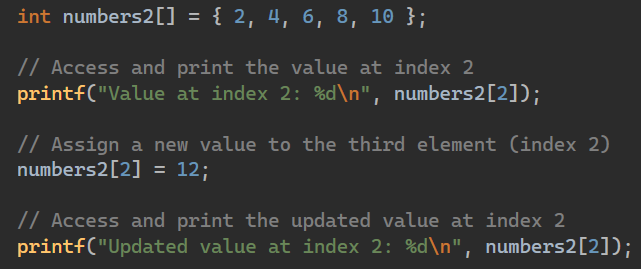 int numbers2[] = { 2, 4, 6, 8, 10 };
// Access and print the value at index 2
printf("Value at index 2: %d\n", numbers2[2]);
// Assign a new value to the third element (index 2)
numbers2[2] = 12;
// Access and print the updated value at index 2
printf("Updated value at index 2: %d\n", numbers2[2]);